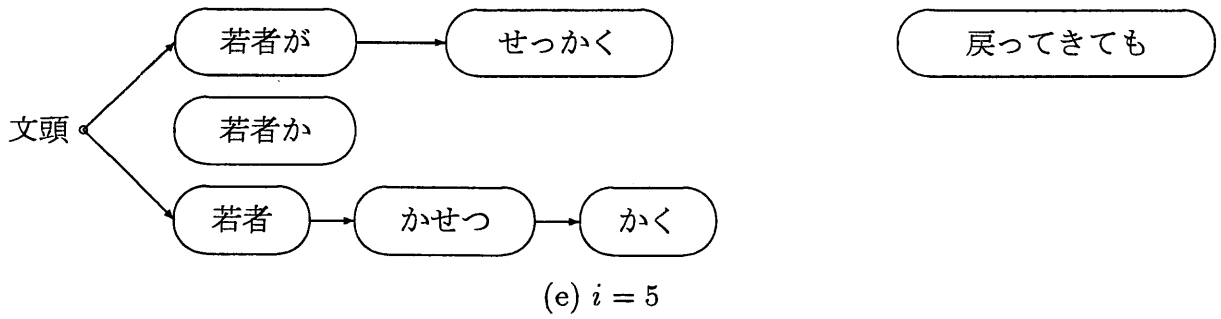 若者が せっかく 戻ってきても
文頭 若者か
若者 かせつ かく
(e) i = 5